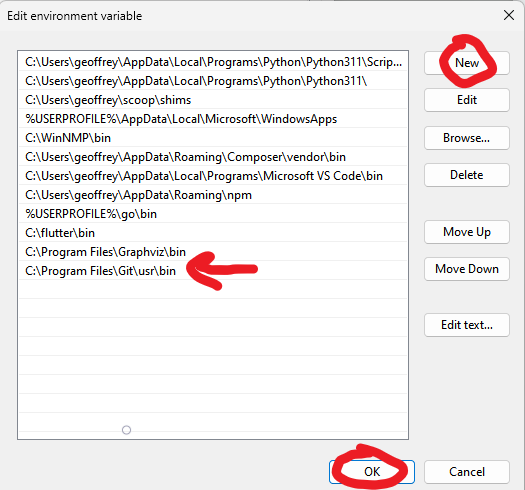 Edit environment variable
C:\Users\geoffrey\AppData\Local\Programs\Python\Python311\Scrip...
C:\Users\geoffrey\AppData\Local\Programs\Python\Python311\
C:\Users\geoffrey\scoop\shims
%USERPROFILE%\AppData\Local\Microsoft\WindowsApps
C:\WinNMP\bin
C:\Users\geoffrey\AppData\Roaming\Composer\vendor\bin
C:\Users\geoffrey\AppData\Local\Programs\Microsoft VS Code\bin
C:\Users\geoffrey\AppData\Roaming\npm
%USERPROFILE%\go\bin
C:\flutter\bin
C:\Program Files\Graphviz\bin
C:\Program Files\Git\usr\bin
New
Edit
Browse...
Delete
Move Up
Move Down
Edit text...
OK
Cancel